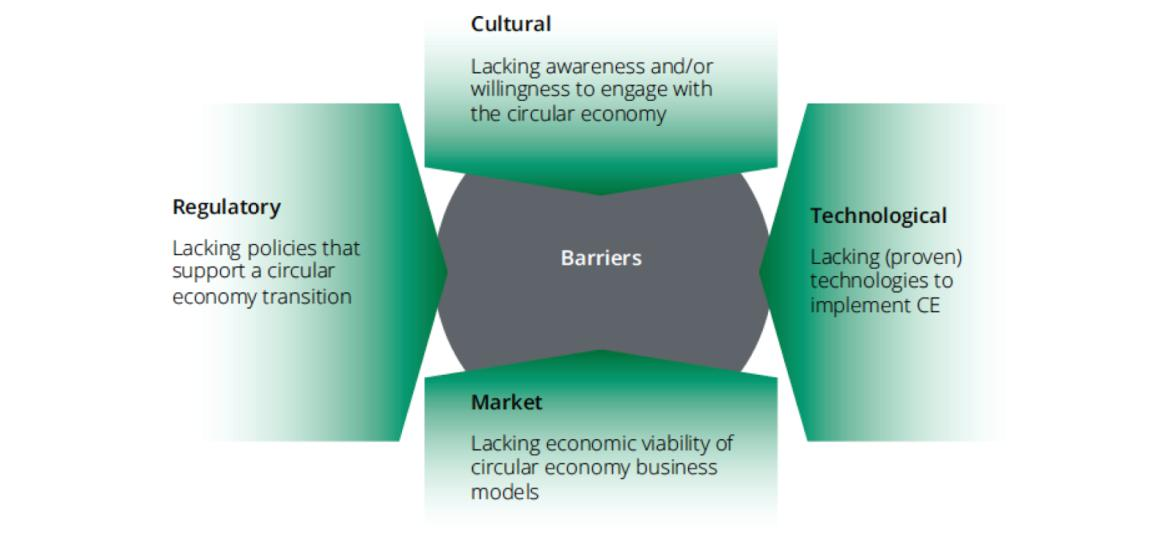 Cultural
Lacking awareness and/or
willingness to engage with
the circular economy
Regulatory
Lacking policies that
support a circular
economy transition
Barriers
Technological
Lacking (proven)
technologies to
implement CE
Market
Lacking economic viability of
circular economy business
models